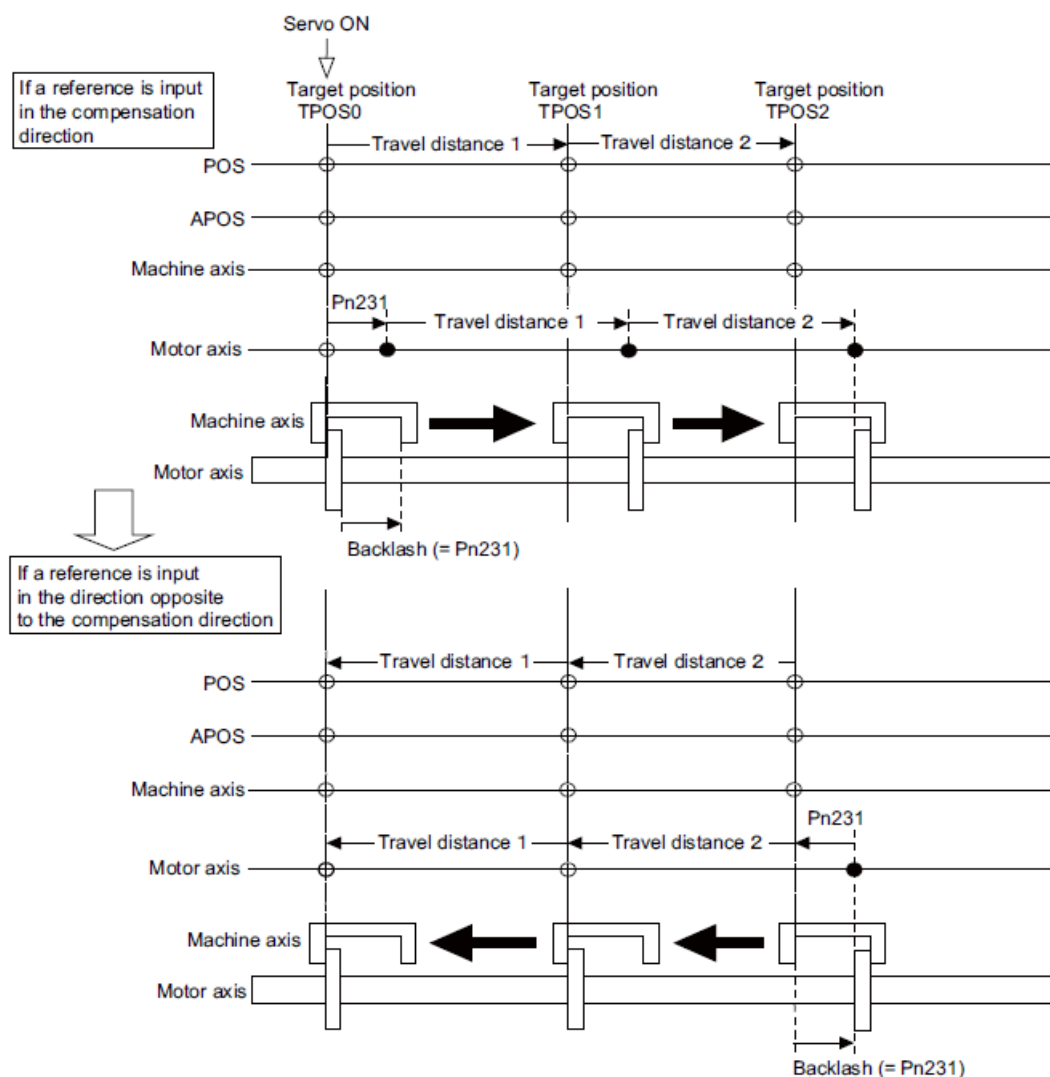 Servo ON
If a reference is input
in the compensation
direction
Target position
TPOS0
Target position
TPOS1
Target position
TPOS2
Travel distance 1
Travel distance 2
POS
APOS
Machine axis
Pn231
Travel distance 1
Travel distance 2
Motor axis
Machine axis
Motor axis
Backlash (= Pn231)
If a reference is input
in the direction opposite
to the compensation direction
Travel distance 1
Travel distance 2
POS
APOS
Machine axis
Pn231
Travel distance 1
Travel distance 2
Motor axis
Machine axis
Motor axis
Backlash (= Pn231)